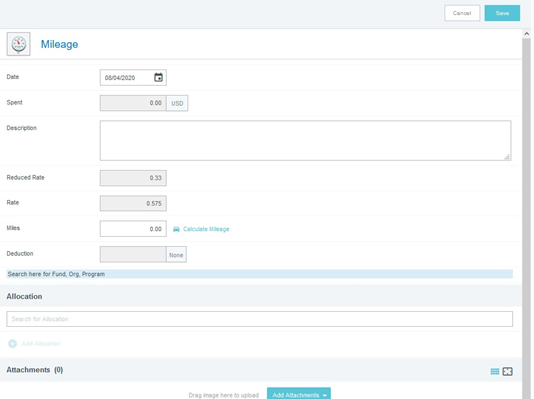 Cancel Save
Mileage
Date 08/04/2020
Spent 0.00 USD
Description
Reduced Rate 0.33
Rate 0.575
Miles 0.00 Calculate Mileage
Deduction None
Search here for Fund, Org, Program
Allocation
Search for Allocation
Add Allocation
Attachments (0)
Drag image here to upload Add Attachments